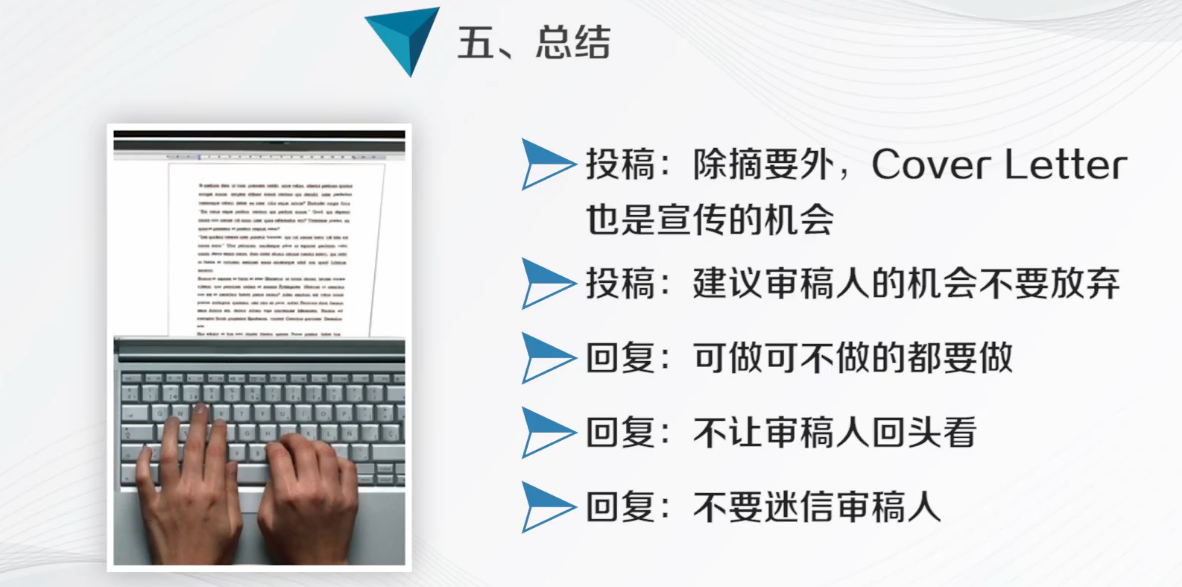 五、总结
投稿：除摘要外，Cover Letter
也是宣传的机会
投稿：建议审稿人的机会不要放弃
回复：可做可不做的都要做
回复：不让审稿人回头看
回复：不要迷信审稿人